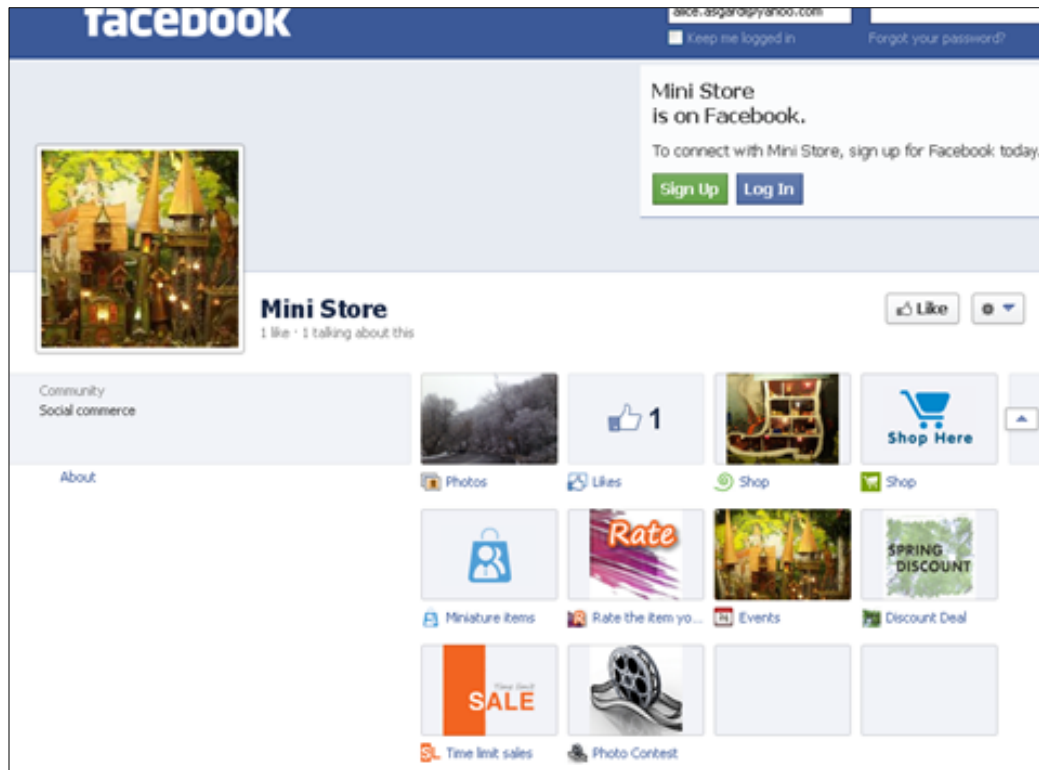 facebook
alice.asgard@yahoo.com
Keep me logged in
Forgot your password?
Mini Store
is on Facebook.
To connect with Mini Store, sign up for Facebook today.
Sign Up
Log In
Mini Store
1 like · 1 talking about this
Like
Community
Social commerce
About
1
Shop Here
Photos
Likes
Shop
Shop
Rate
SPRING
DISCOUNT
Miniature items
Rate the item yo...
Events
Discount Deal
Time limit
SALE
SL
Time limit sales
Photo Contest